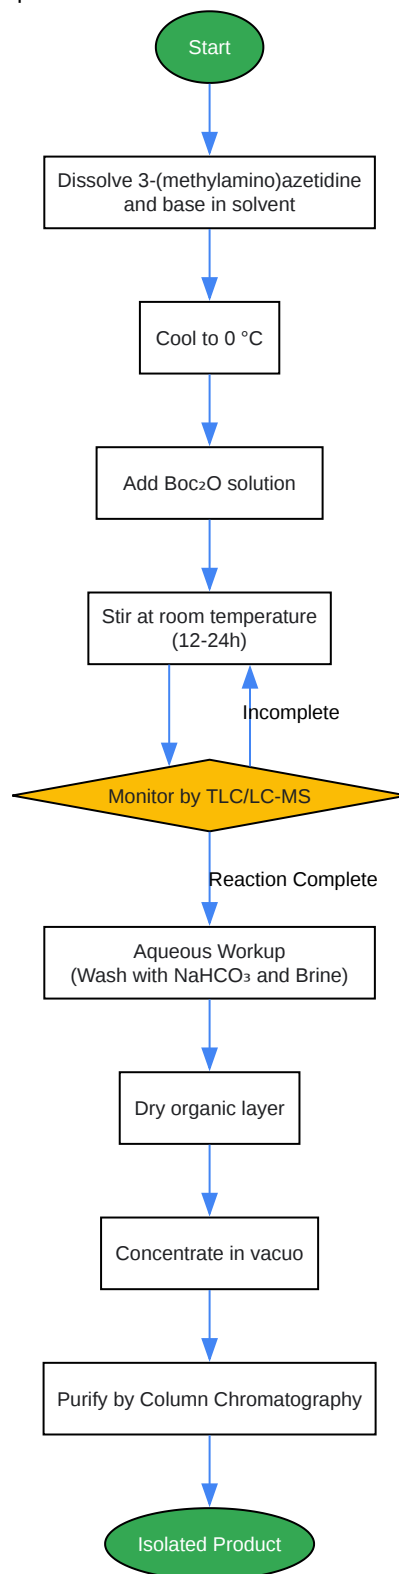 Start
Dissolve 3-(methylamino)azetidine
and base in solvent
Cool to 0 °C
Add Boc₂O solution
Stir at room temperature
(12-24h)
Incomplete
Monitor by TLC/LC-MS
Reaction Complete
Aqueous Workup
(Wash with NaHCO₃ and Brine)
Dry organic layer
Concentrate in vacuo
Purify by Column Chromatography
Isolated Product